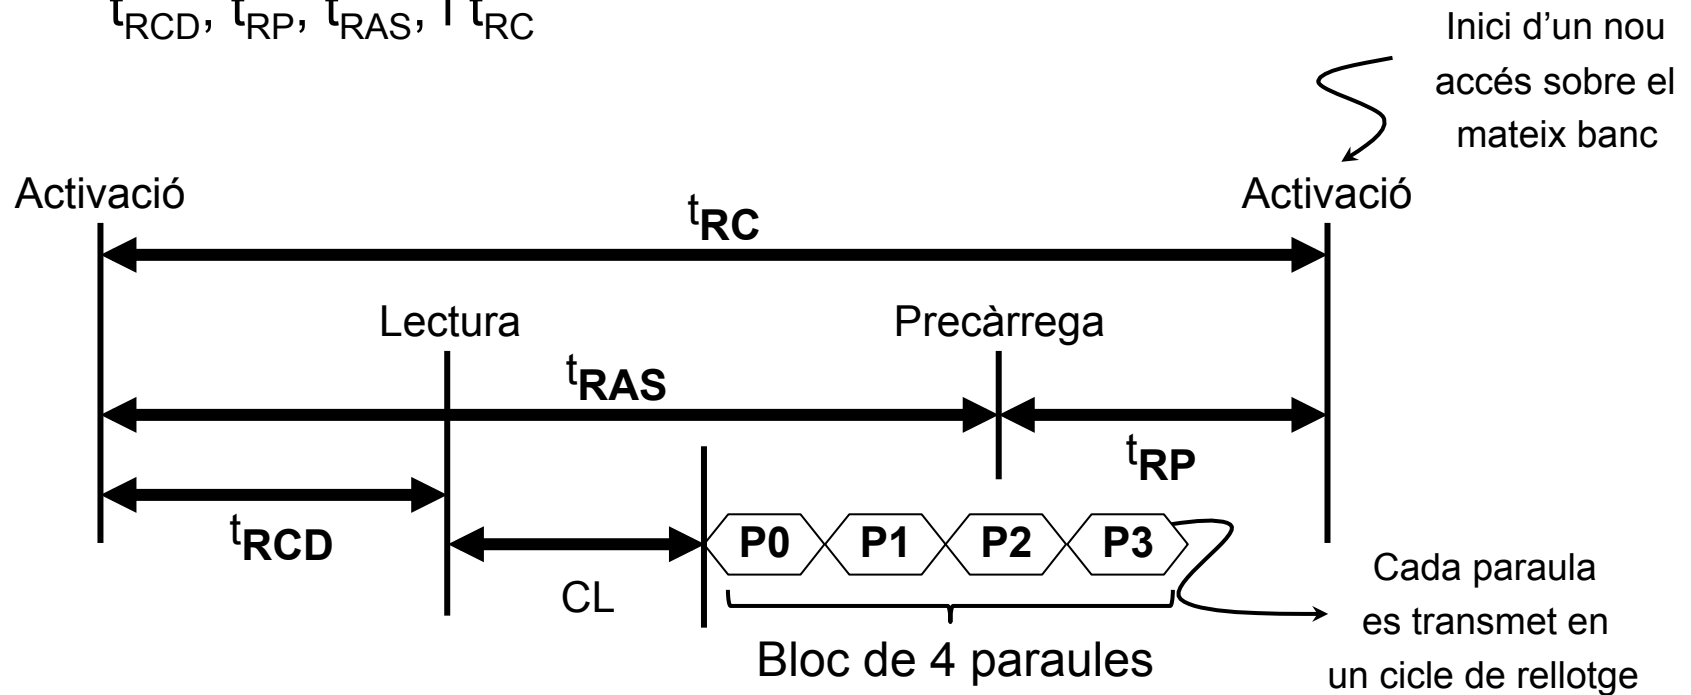 tRCD, tRP, tRAS, i tRC
Inici d’un nou
accés sobre el
mateix banc
Activació
Activació
tRC
Lectura
Precàrrega
tRAS
tRP
tRCD
CL
P0 P1 P2 P3
Bloc de 4 paraules
Cada paraula
es transmet en
un cicle de rellotge